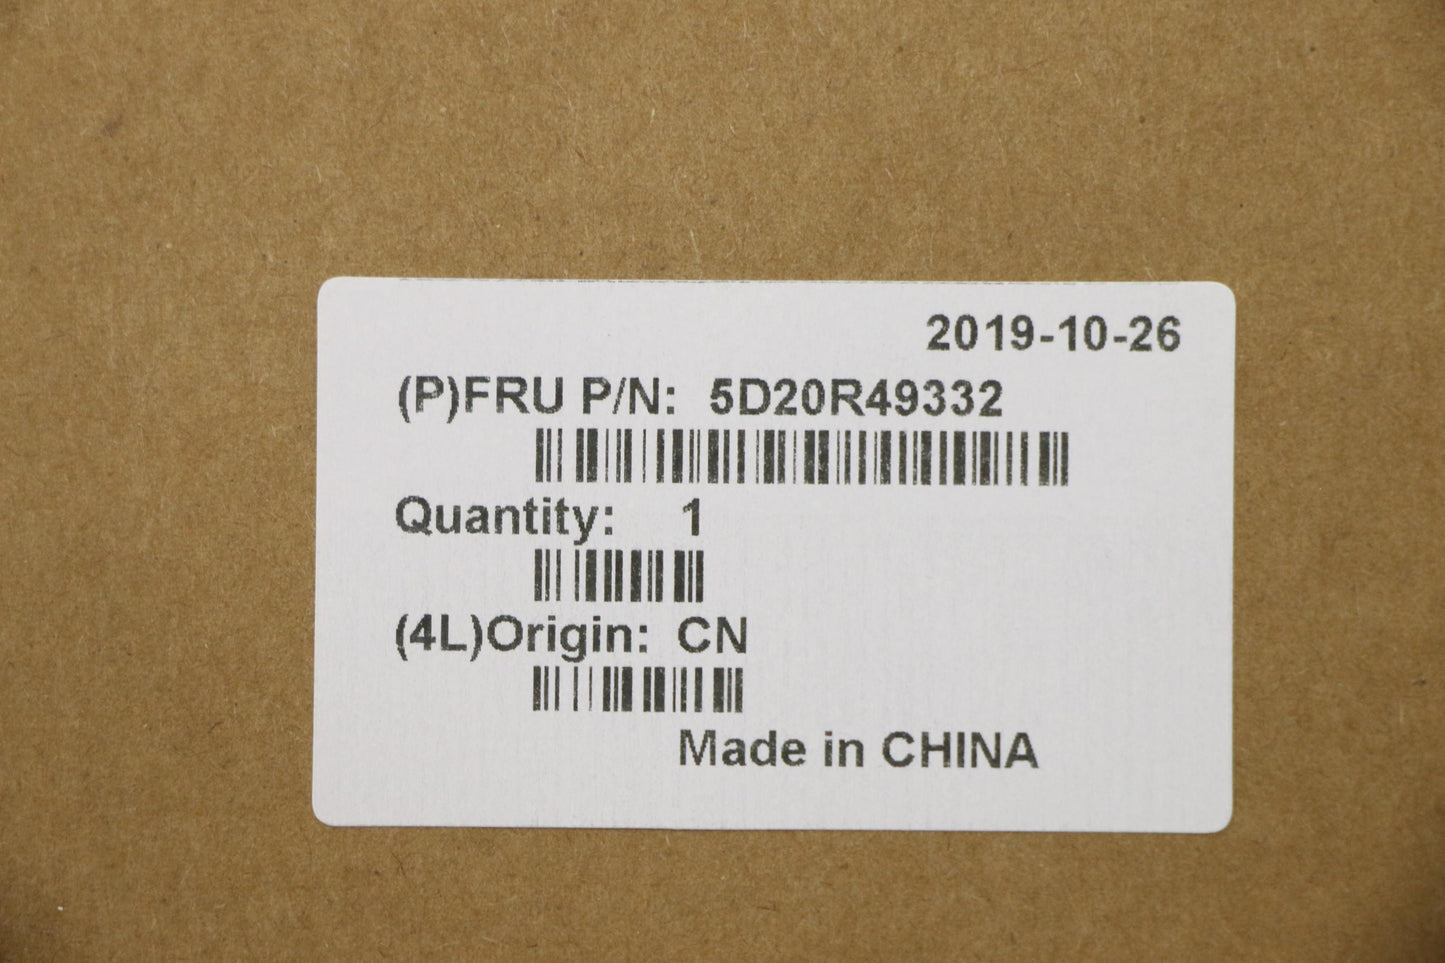 2019-10-26
(P)FRU P/N: 5D20R49332
Quantity: 1
(4L)Origin: CN
Made in CHINA